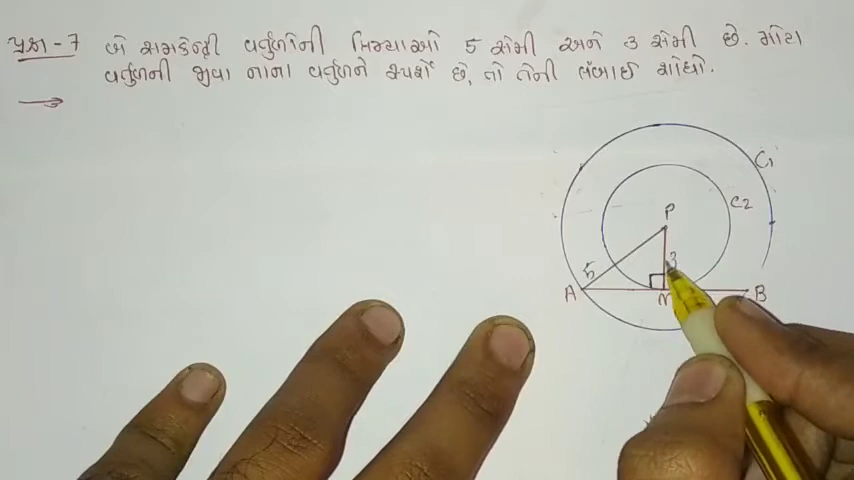 પ્રશ્ન-7 બે સમકેન્દ્રી વર્તુળોની ત્રિજ્યાઓ 5 સેમી અને 3 સેમી છે. મોટા
વર્તુળની જીવા નાના વર્તુળને સ્પર્શે છે, તો તેની લંબાઈ શોધો.
C1
P
C2
5
3
A
M
B